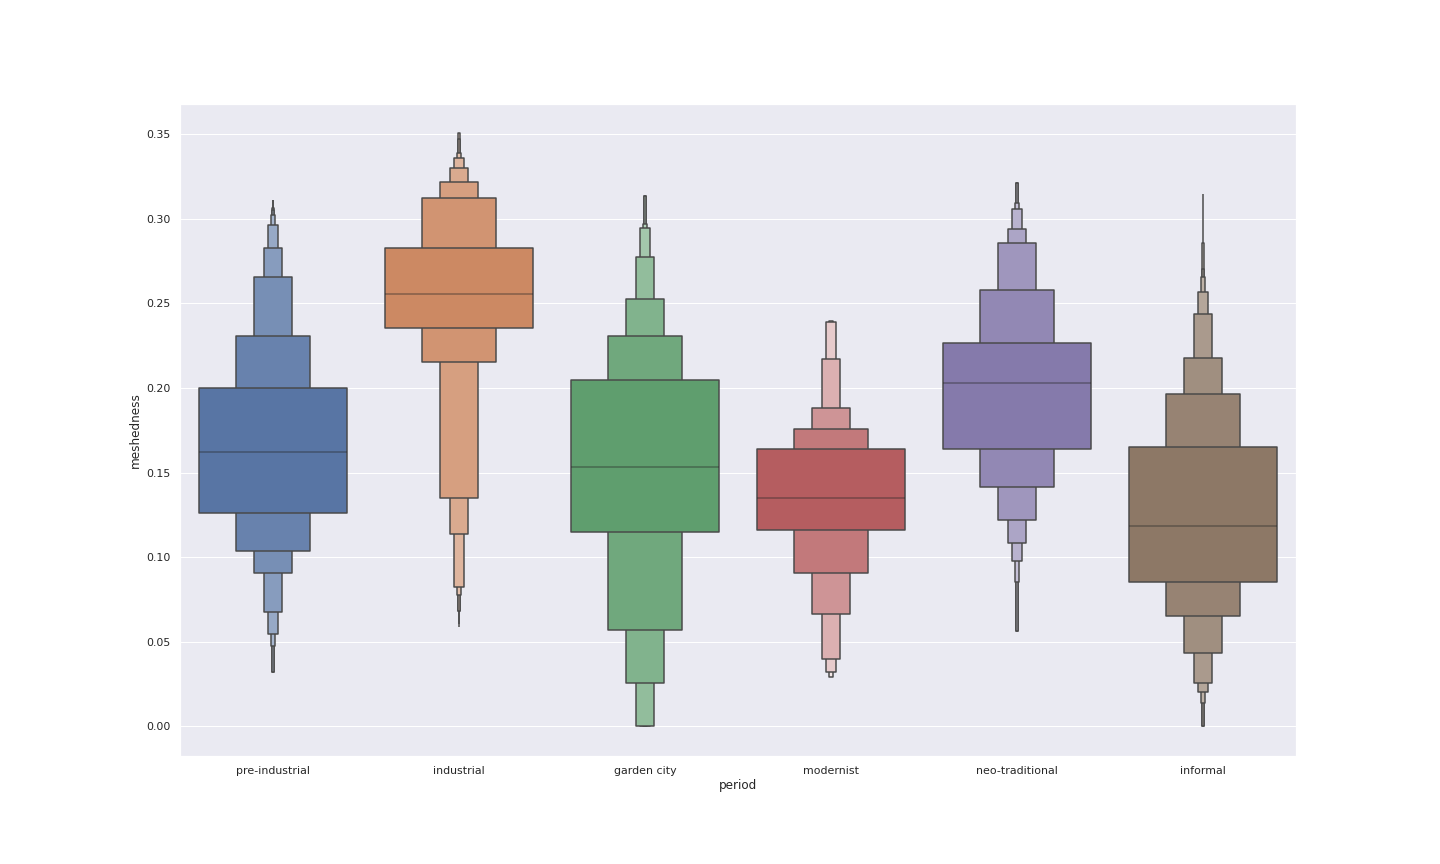 0.35
0.30
0.25
0.20
0.15
0.10
0.05
0.00
meshedness
pre-industrial
industrial
garden city
modernist
neo-traditional
informal
period